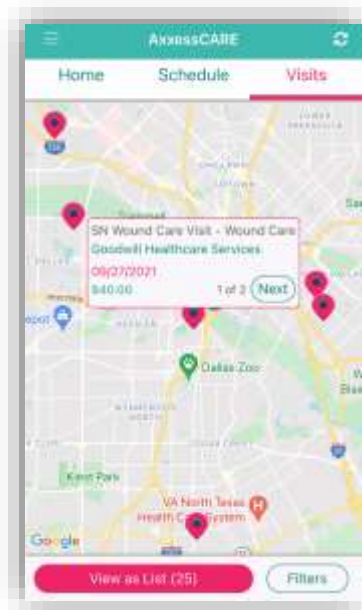 AxxessCARE
Home Schedule Visits
SN Wound Care Visit - Wound Care
Goodwill Healthcare Services
09/27/2021
$40.00 1 of 2 Next
Dallas Zoo
Kiest Park
VA North Texas
Health Care System
Google
View as List (25) Filters